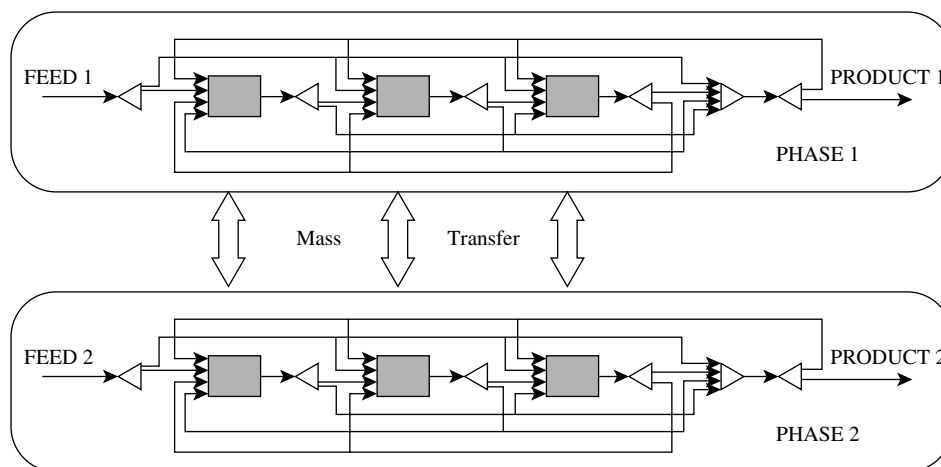 FEED 1
PRODUCT 1
PHASE 1
Mass Transfer
FEED 2
PRODUCT 2
PHASE 2